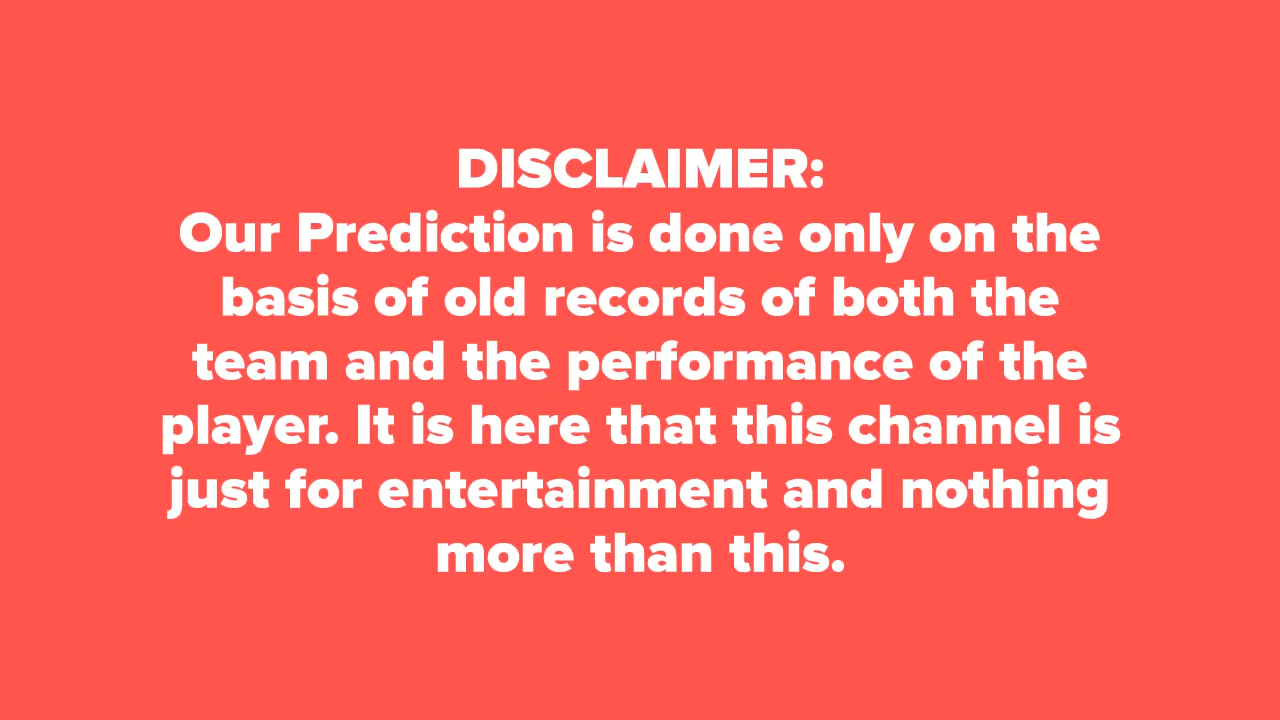 DISCLAIMER:
Our Prediction is done only on the
basis of old records of both the
team and the performance of the
player. It is here that this channel is
just for entertainment and nothing
more than this.